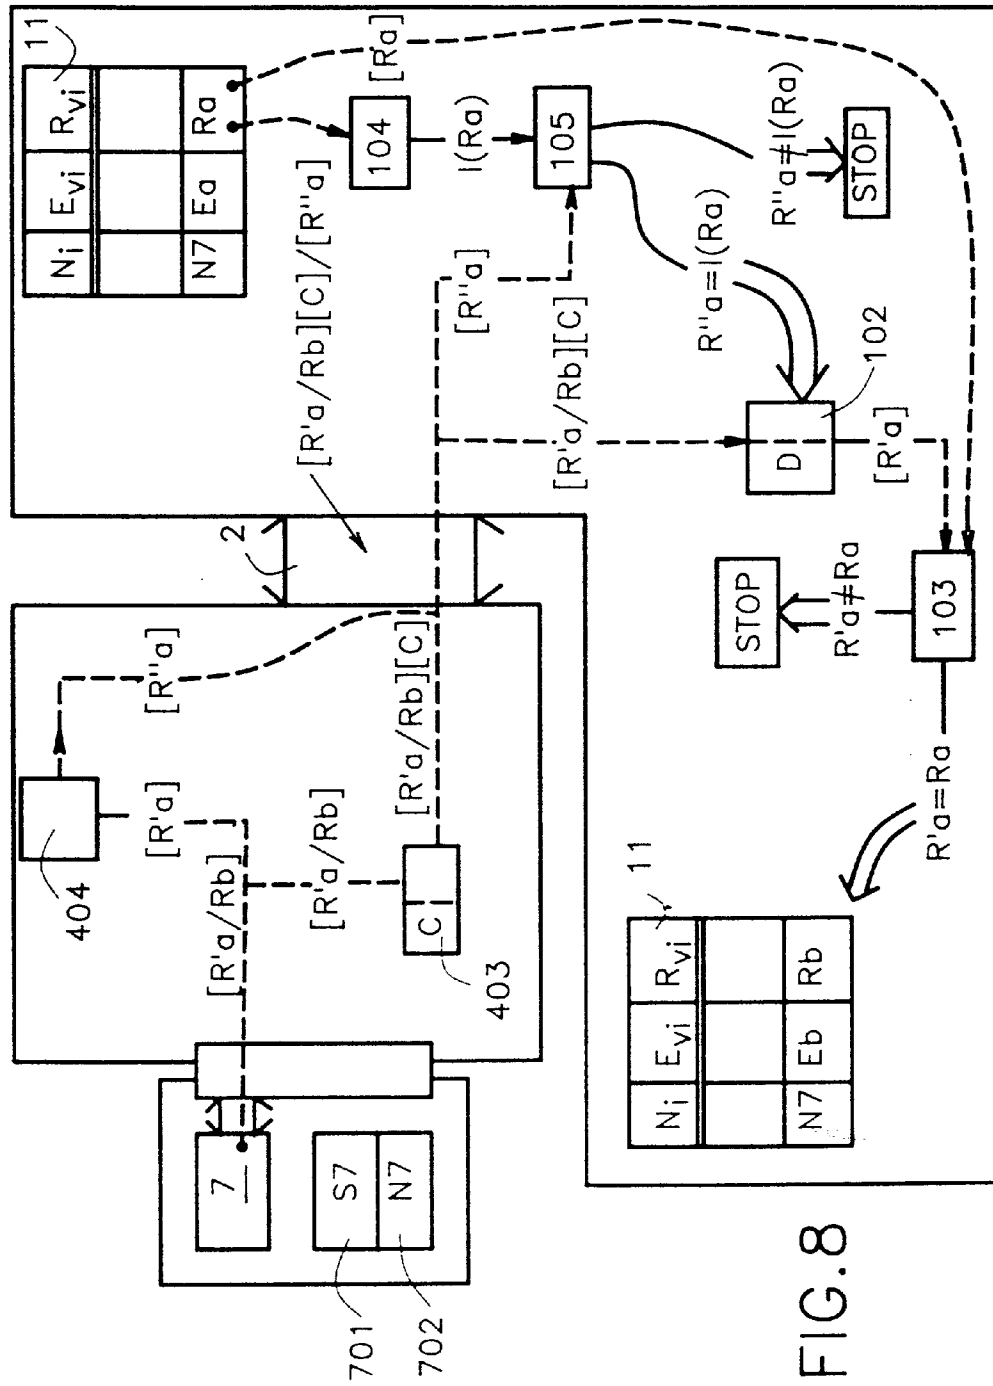 7
S7
N7
701
702
404
[R'a/Rb]
[R'a]
[R''a]
[R'a/Rb]
C
403
[R'a/Rb][C]
2
[R'a/Rb][C]/[R''a]
Ni Evi Rvi
N7 Ea Ra
11
[Ra]
104
I(Ra)
105
[R''a]
[R'a/Rb][C]
R''a=I(Ra)
R''a≠I(Ra)
STOP
D
102
[R'a]
103
R'a≠Ra
STOP
R'a=Ra
Ni Evi Rvi
N7 Eb Rb
11
FIG.8